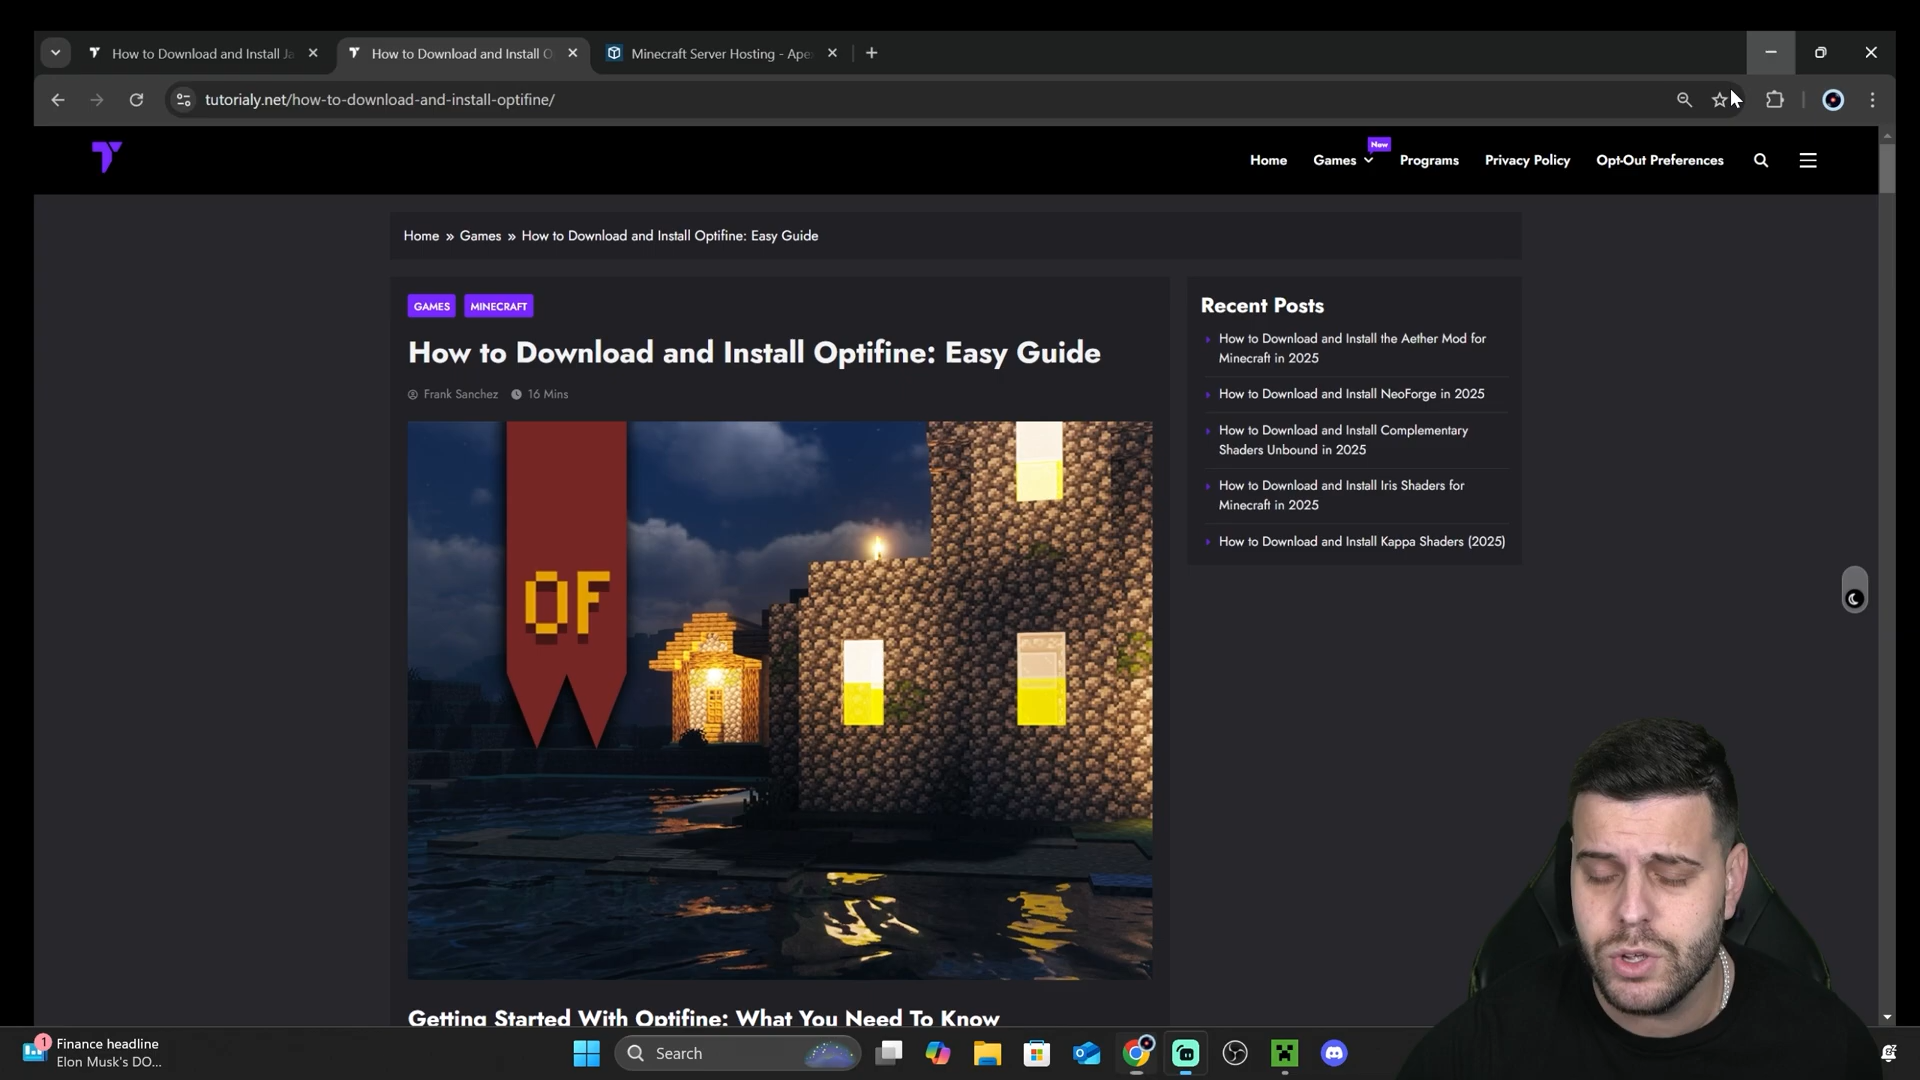 How to Download and Install Ja
How to Download and Install O
Minecraft Server Hosting - Ape
tutorialy.net/how-to-download-and-install-optifine/
New
Home
Games
Programs
Privacy Policy
Opt-Out Preferences
Home » Games » How to Download and Install Optifine: Easy Guide
GAMES
MINECRAFT
How to Download and Install Optifine: Easy Guide
Frank Sanchez
16 Mins
OF
Getting Started With Optifine: What You Need To Know
Recent Posts
How to Download and Install the Aether Mod for
Minecraft in 2025
How to Download and Install NeoForge in 2025
How to Download and Install Complementary
Shaders Unbound in 2025
How to Download and Install Iris Shaders for
Minecraft in 2025
How to Download and Install Kappa Shaders (2025)
1
Finance headline
Elon Musk's DO...
Search